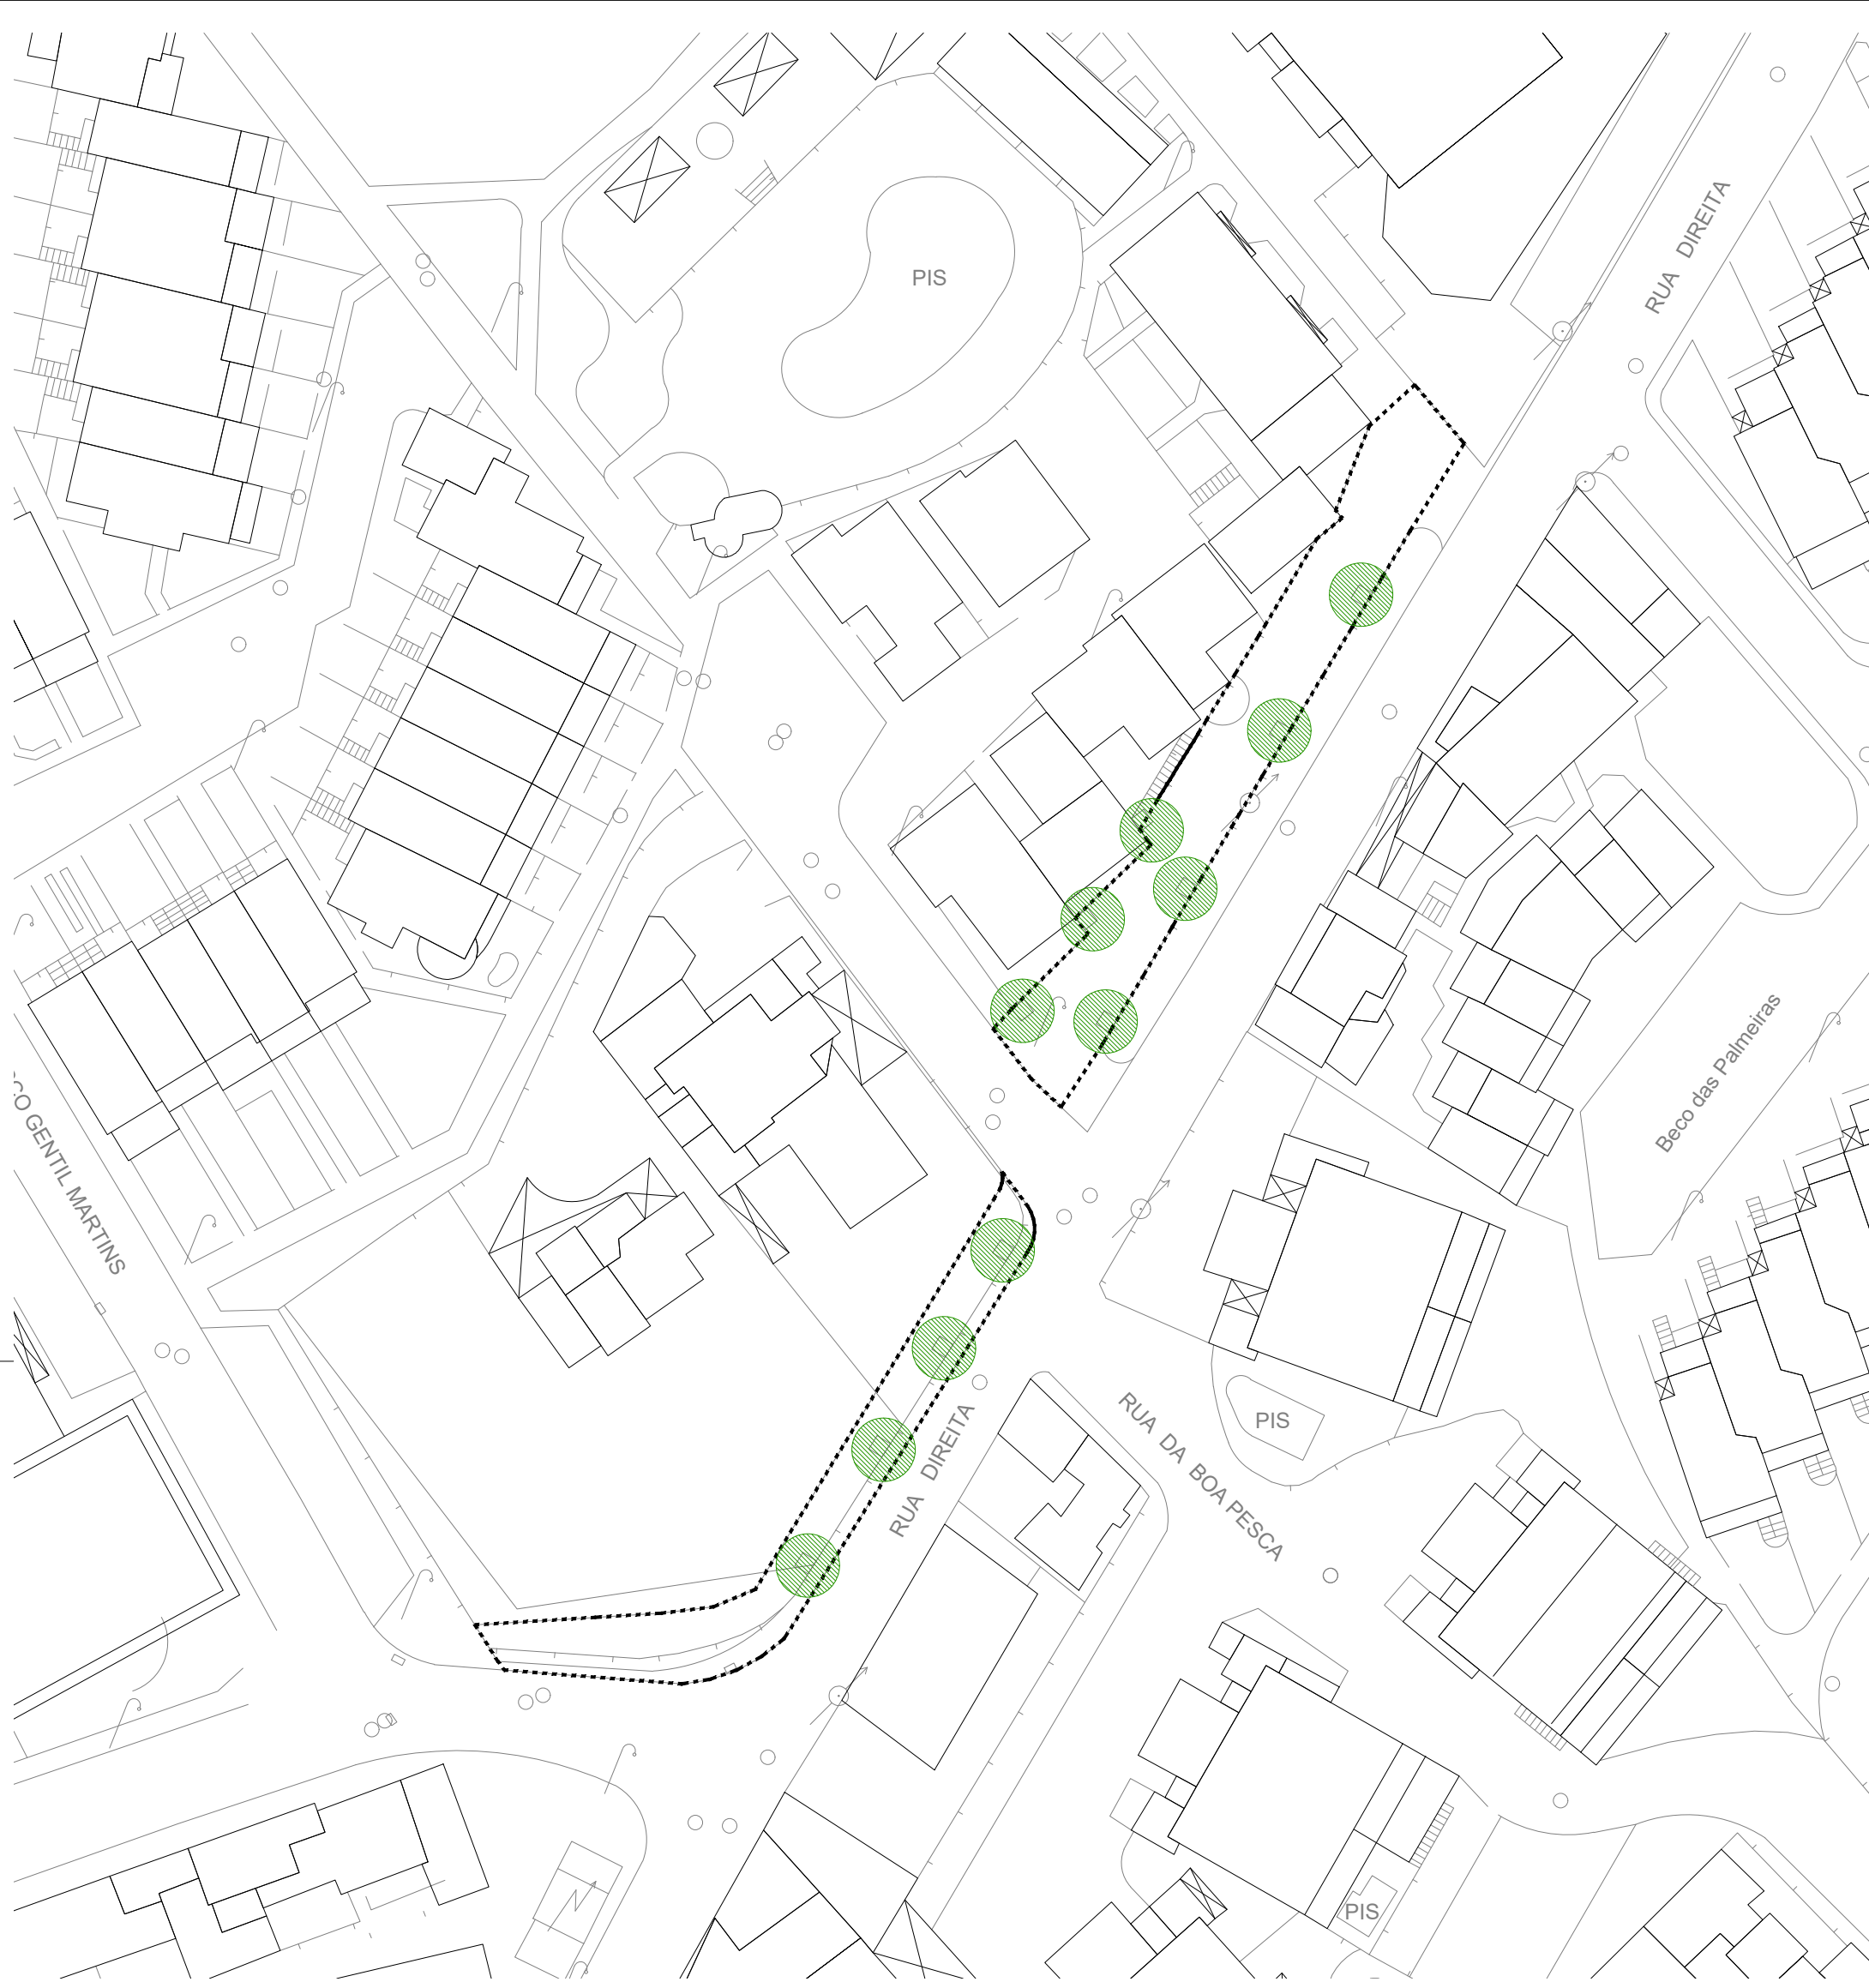 RUA DIREITA
PIS
Beco das Palmeiras
CO GENTIL MARTINS
RUA DIREITA
RUA DA BOA PESCA
PIS
PIS